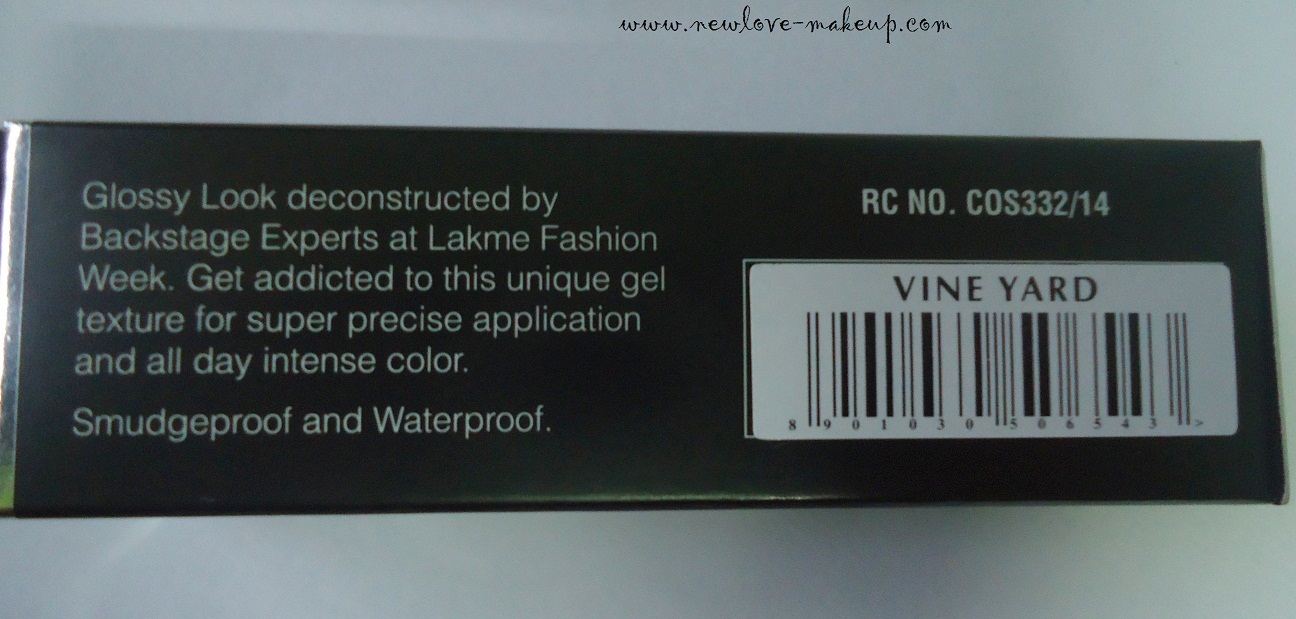 www.newlove-makeup.com
Glossy Look deconstructed by
Backstage Experts at Lakme Fashion
Week. Get addicted to this unique gel
texture for super precise application
and all day intense color.
Smudgeproof and Waterproof.
RC NO. COS332/14
VINE YARD
8 901030 506543 >